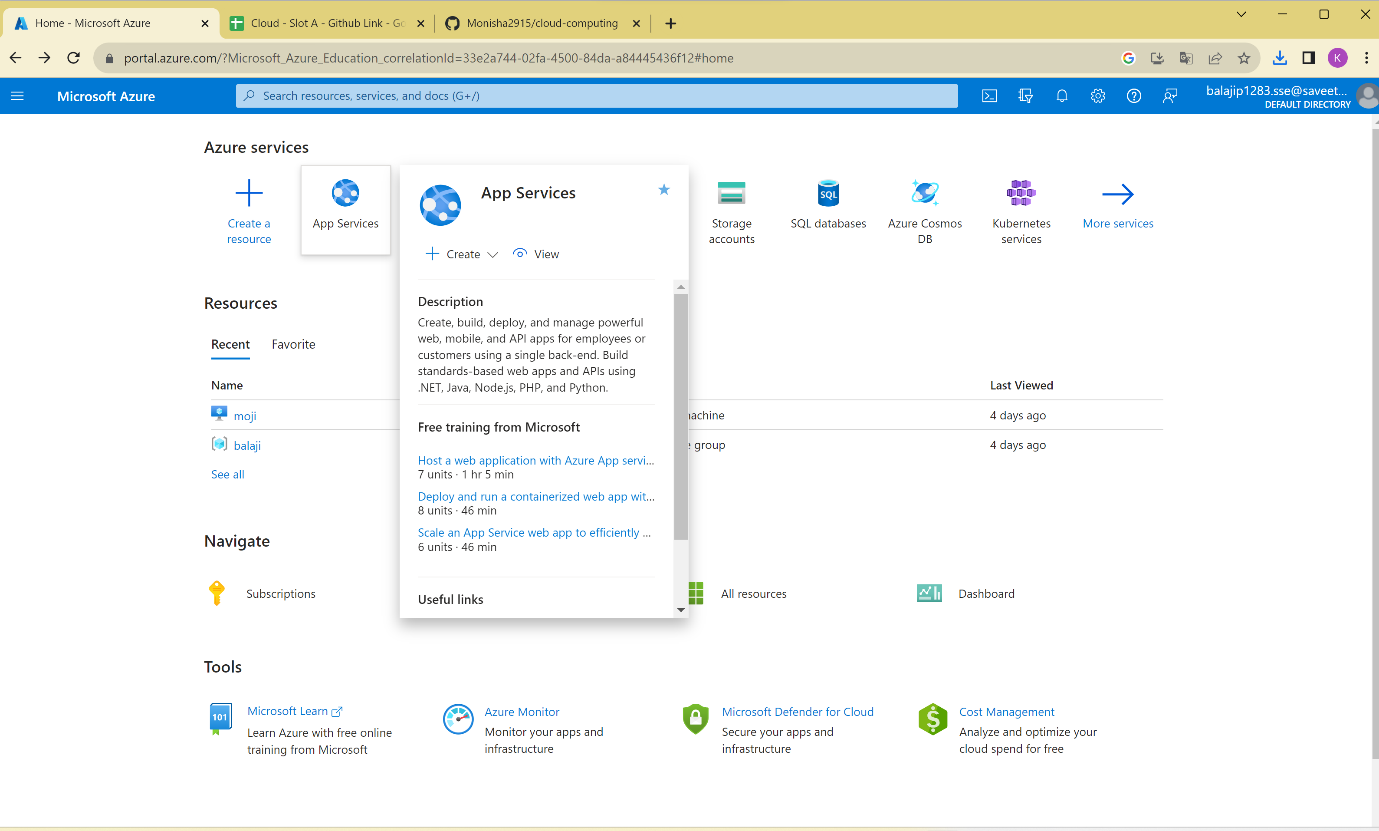 Home - Microsoft Azure
Cloud - Slot A - Github Link - Go
Monisha2915/cloud-computing
portal.azure.com/?Microsoft_Azure_Education_correlationId=33e2a744-02fa-4500-84da-a84445436f12#home
K
Microsoft Azure
Search resources, services, and docs (G+/)
balajip1283.sse@saveet...
DEFAULT DIRECTORY
Azure services
Create a
resource
App Services
App Services
Create
View
Storage
accounts
SQL
SQL databases
Azure Cosmos
DB
Kubernetes
services
More services
Resources
Recent
Favorite
Name
Last Viewed
moji
achine
4 days ago
balaji
e group
4 days ago
See all
Description
Create, build, deploy, and manage powerful
web, mobile, and API apps for employees or
customers using a single back-end. Build
standards-based web apps and APIs using
.NET, Java, Node.js, PHP, and Python.
Free training from Microsoft
Host a web application with Azure App servi...
7 units · 1 hr 5 min
Deploy and run a containerized web app wit...
8 units · 46 min
Scale an App Service web app to efficiently ...
6 units · 46 min
Useful links
Navigate
Subscriptions
All resources
Dashboard
Tools
101
Microsoft Learn
Learn Azure with free online
training from Microsoft
Azure Monitor
Monitor your apps and
infrastructure
Microsoft Defender for Cloud
Secure your apps and
infrastructure
$
Cost Management
Analyze and optimize your
cloud spend for free